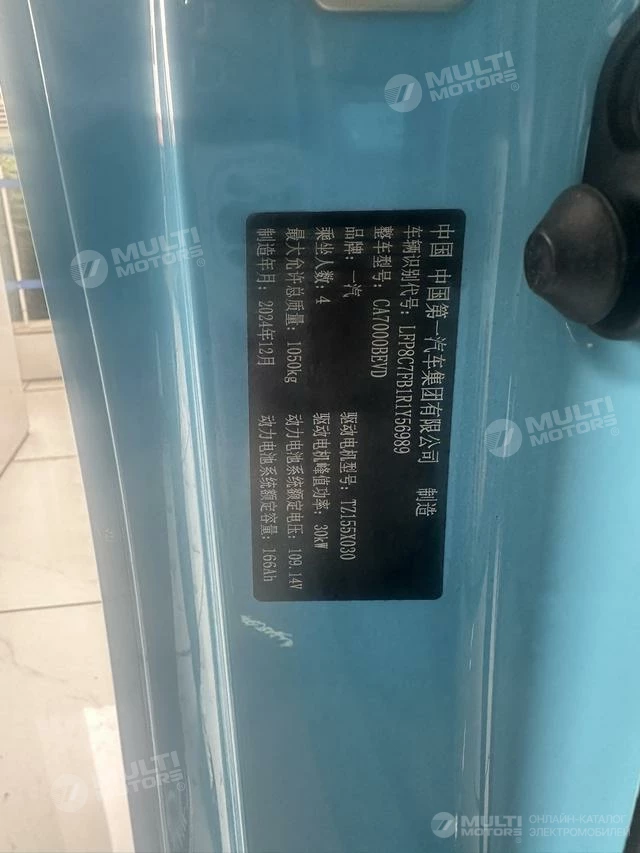 中国 中国第一汽车集团有限公司 制造
车辆识别代号：LFP8C7FB1R1Y56989
整车型号：CA7000BEVD
品牌：一汽 驱动电机型号：TZ155X030
乘坐人数：4 驱动电机峰值功率：30kW
最大允许总质量：1050kg 动力电池系统额定电压：109.14V
制造年月：2024年12月 动力电池系统额定容量：166Ah
MULTI MOTORS®
MULTI MOTORS®
MULTI MOTORS®
MULTI MOTORS®
MULTI MOTORS®
ОНЛАЙН-КАТАЛОГ
ЭЛЕКТРОМОБИЛЕЙ